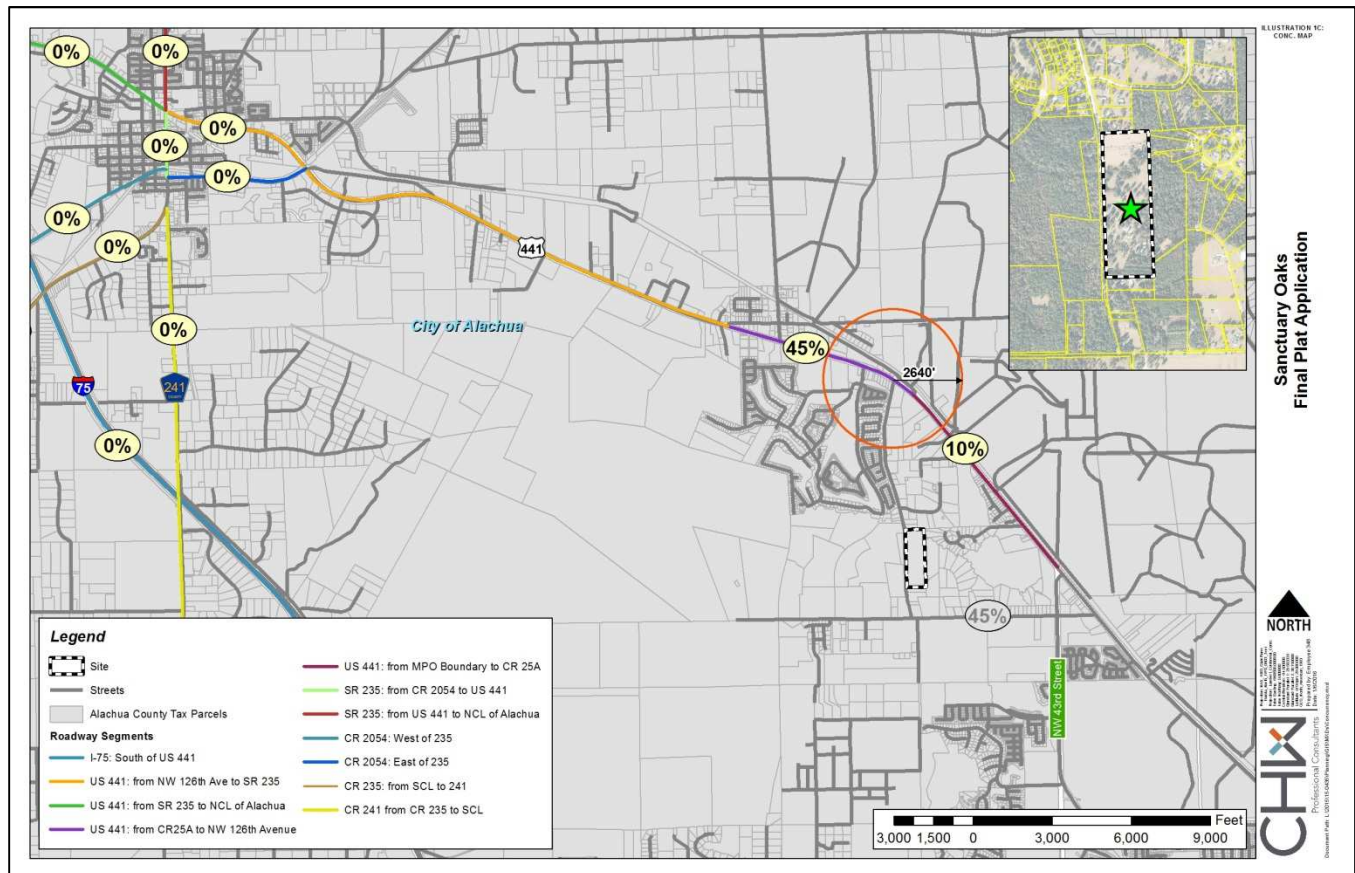 ILLUSTRATION 1C:
CONC. MAP
0%
0%
0%
0%
0%
0%
0%
0%
0%
441
City of Alachua
45%
2640'
10%
75
241
45%
NW 43rd Street
Sanctuary Oaks
Final Plat Application
NORTH
CHW
Professional Consultants
Legend
Site
Streets
Alachua County Tax Parcels
Roadway Segments
I-75: South of US 441
US 441: from NW 126th Ave to SR 235
US 441: from SR 235 to NCL of Alachua
US 441: from CR25A to NW 126th Avenue
US 441: from MPO Boundary to CR 25A
SR 235: from CR 2054 to US 441
SR 235: from US 441 to NCL of Alachua
CR 2054: West of 235
CR 2054: East of 235
CR 235: from SCL to 241
CR 241 from CR 235 to SCL
Feet
3,000 1,500 0 3,000 6,000 9,000